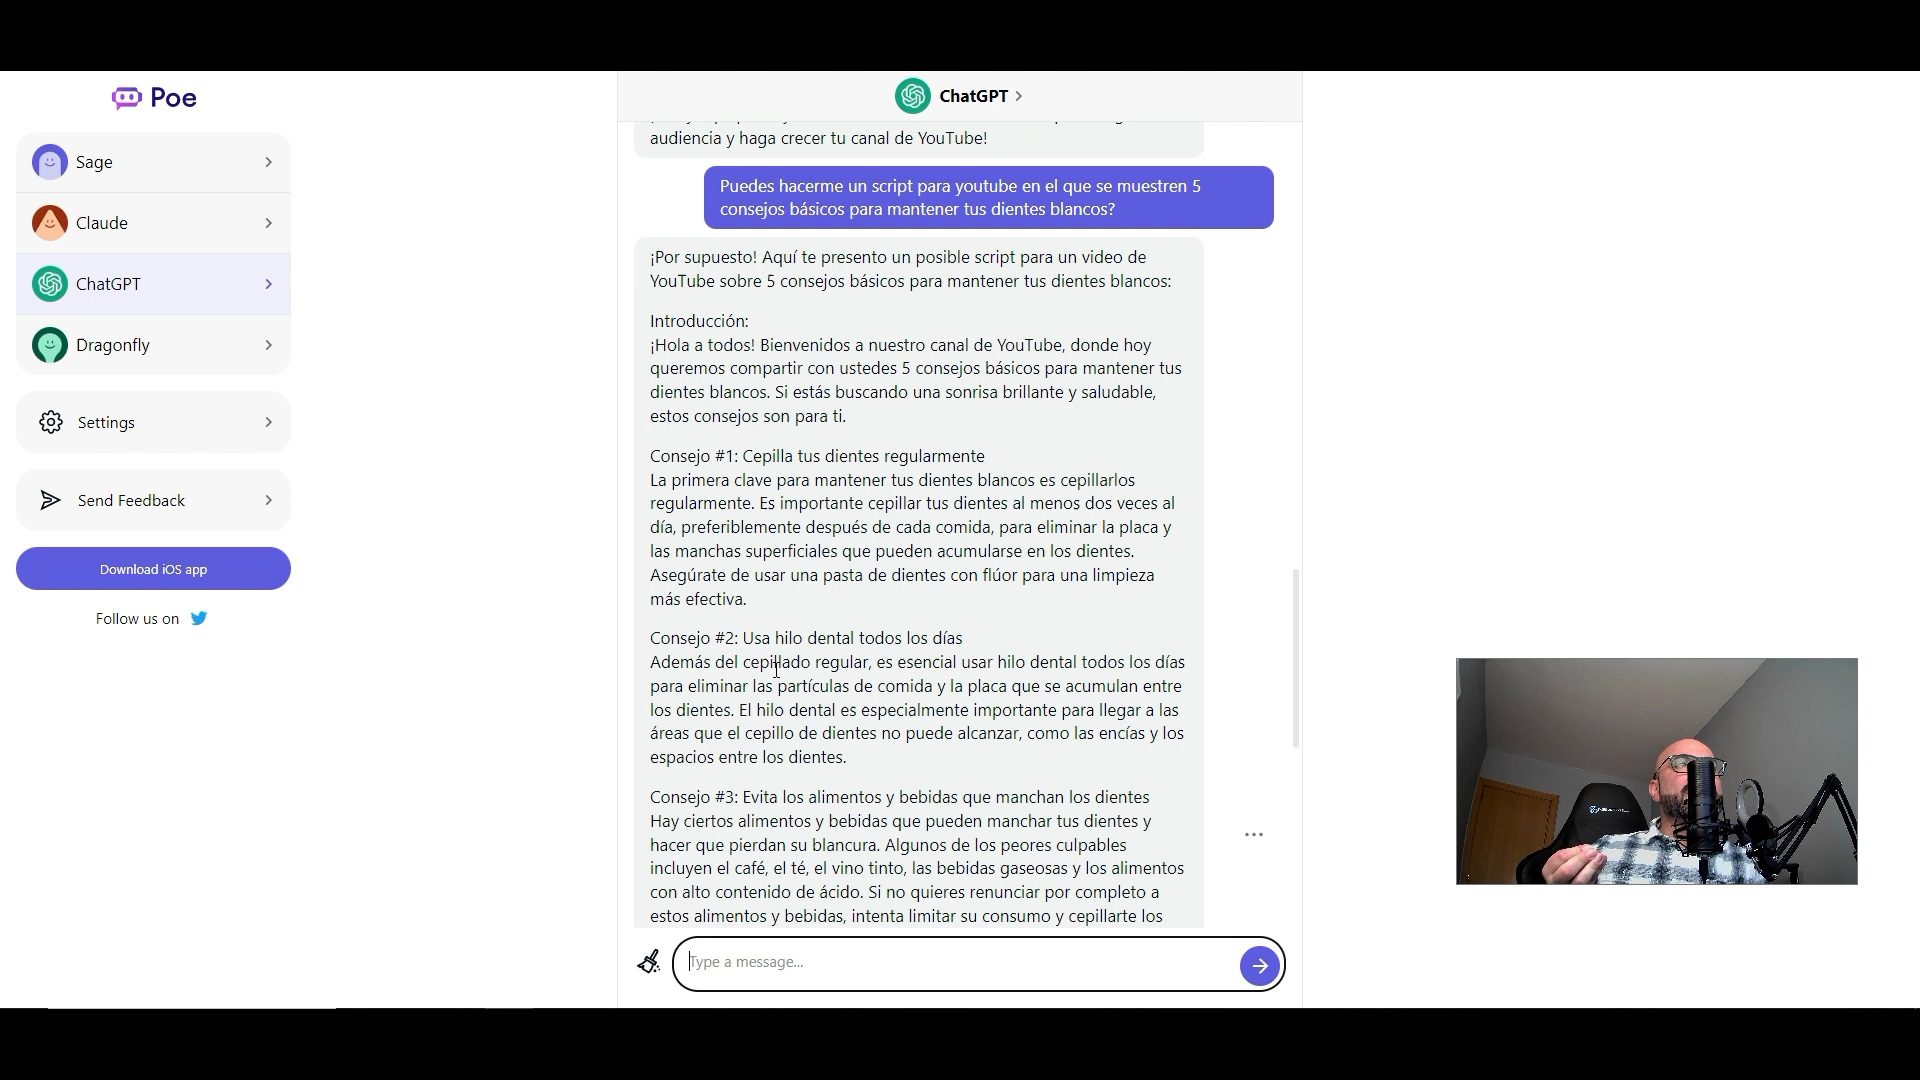 Poe
Sage
Claude
ChatGPT
Dragonfly
Settings
Send Feedback
Download iOS app
Follow us on
ChatGPT
audiencia y haga crecer tu canal de YouTube!
Puedes hacerme un script para youtube en el que se muestren 5
consejos básicos para mantener tus dientes blancos?
¡Por supuesto! Aquí te presento un posible script para un video de
YouTube sobre 5 consejos básicos para mantener tus dientes blancos:
Introducción:
¡Hola a todos! Bienvenidos a nuestro canal de YouTube, donde hoy
queremos compartir con ustedes 5 consejos básicos para mantener tus
dientes blancos. Si estás buscando una sonrisa brillante y saludable,
estos consejos son para ti.
Consejo #1: Cepilla tus dientes regularmente
La primera clave para mantener tus dientes blancos es cepillarlos
regularmente. Es importante cepillar tus dientes al menos dos veces al
día, preferiblemente después de cada comida, para eliminar la placa y
las manchas superficiales que pueden acumularse en los dientes.
Asegúrate de usar una pasta de dientes con flúor para una limpieza
más efectiva.
Consejo #2: Usa hilo dental todos los días
Además del cepillado regular, es esencial usar hilo dental todos los días
para eliminar las partículas de comida y la placa que se acumulan entre
los dientes. El hilo dental es especialmente importante para llegar a las
áreas que el cepillo de dientes no puede alcanzar, como las encías y los
espacios entre los dientes.
Consejo #3: Evita los alimentos y bebidas que manchan los dientes
Hay ciertos alimentos y bebidas que pueden manchar tus dientes y
hacer que pierdan su blancura. Algunos de los peores culpables
incluyen el café, el té, el vino tinto, las bebidas gaseosas y los alimentos
con alto contenido de ácido. Si no quieres renunciar por completo a
estos alimentos y bebidas, intenta limitar su consumo y cepillarte los
Type a message...